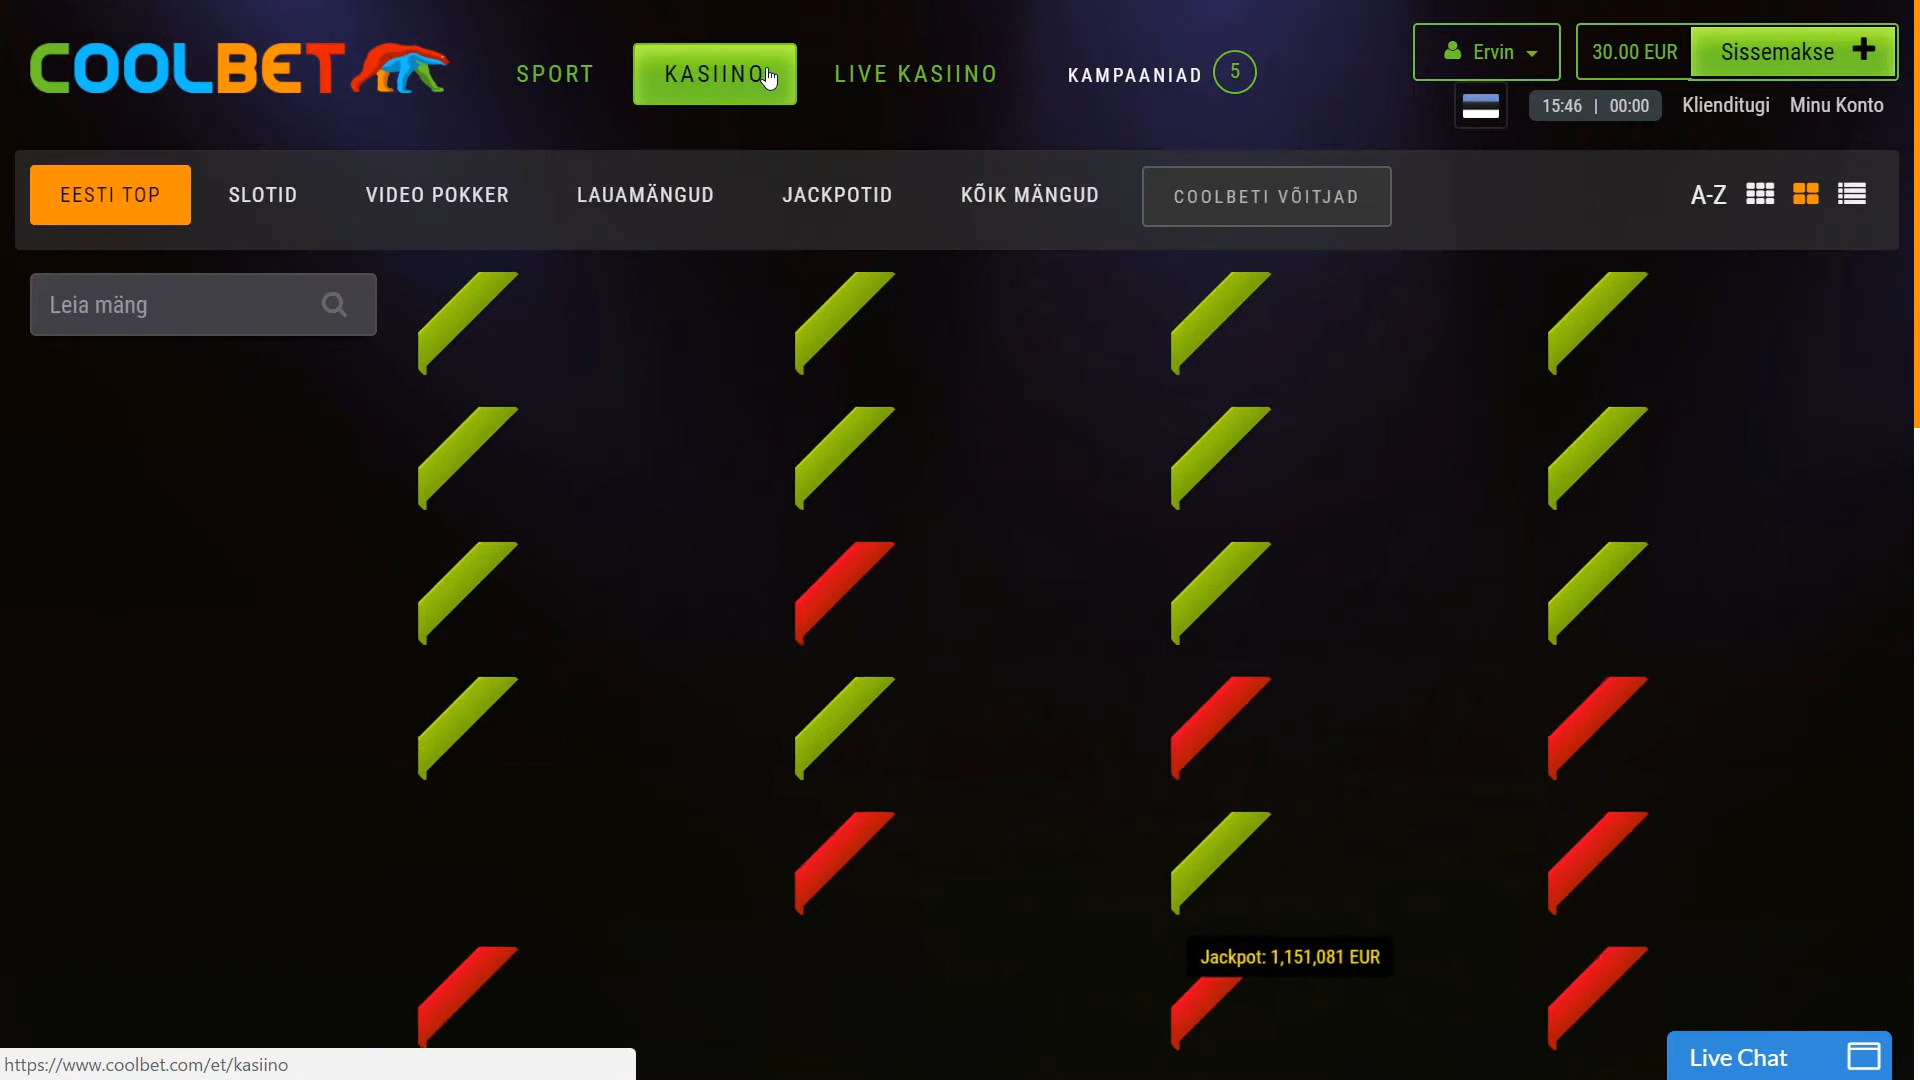 COOLBET
SPORT
KASIINO
LIVE KASIINO
KAMPAANIAD 5
Ervin
30.00 EUR
Sissemakse
15:46 | 00:00
Klienditugi
Minu Konto
EESTI TOP
SLOTID
VIDEO POKKER
LAUAMÄNGUD
JACKPOTID
KÕIK MÄNGUD
COOLBETI VÕITJAD
A-Z
Leia mäng
Jackpot: 1,151,081 EUR
https://www.coolbet.com/et/kasiino
Live Chat